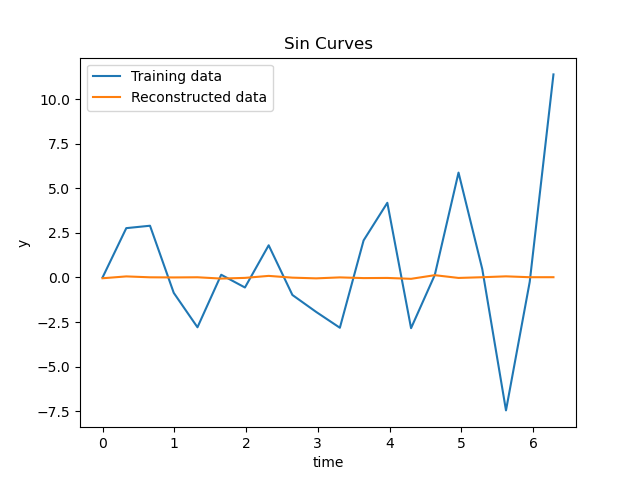 Sin Curves
Training data
Reconstructed data
10.0
7.5
5.0
2.5
0.0
−2.5
−5.0
−7.5
y
0 1 2 3 4 5 6
time